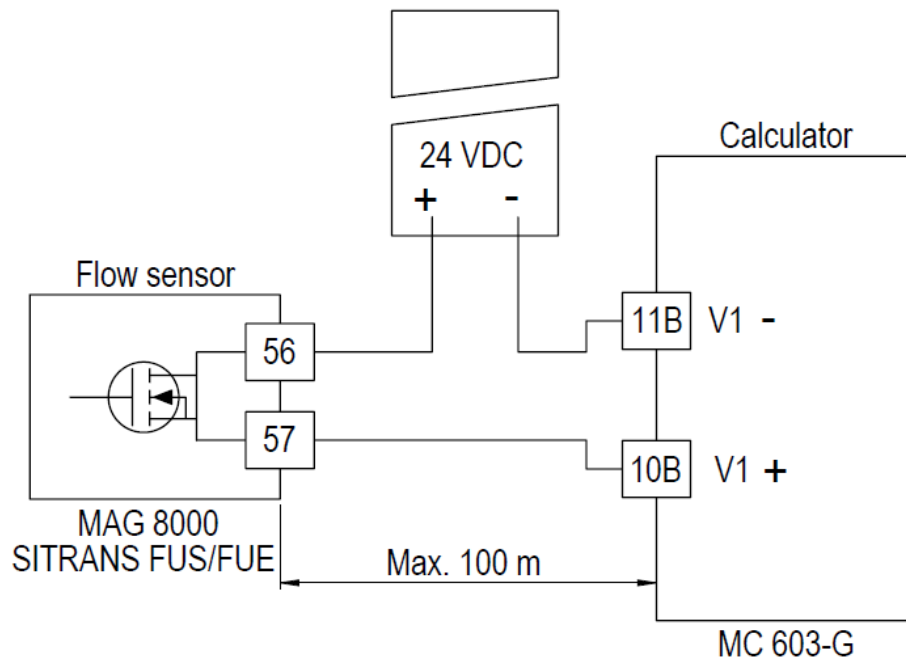 24 VDC
+ -
Calculator
Flow sensor
56
57
11B V1 -
10B V1 +
MAG 8000
SITRANS FUS/FUE
Max. 100 m
MC 603-G